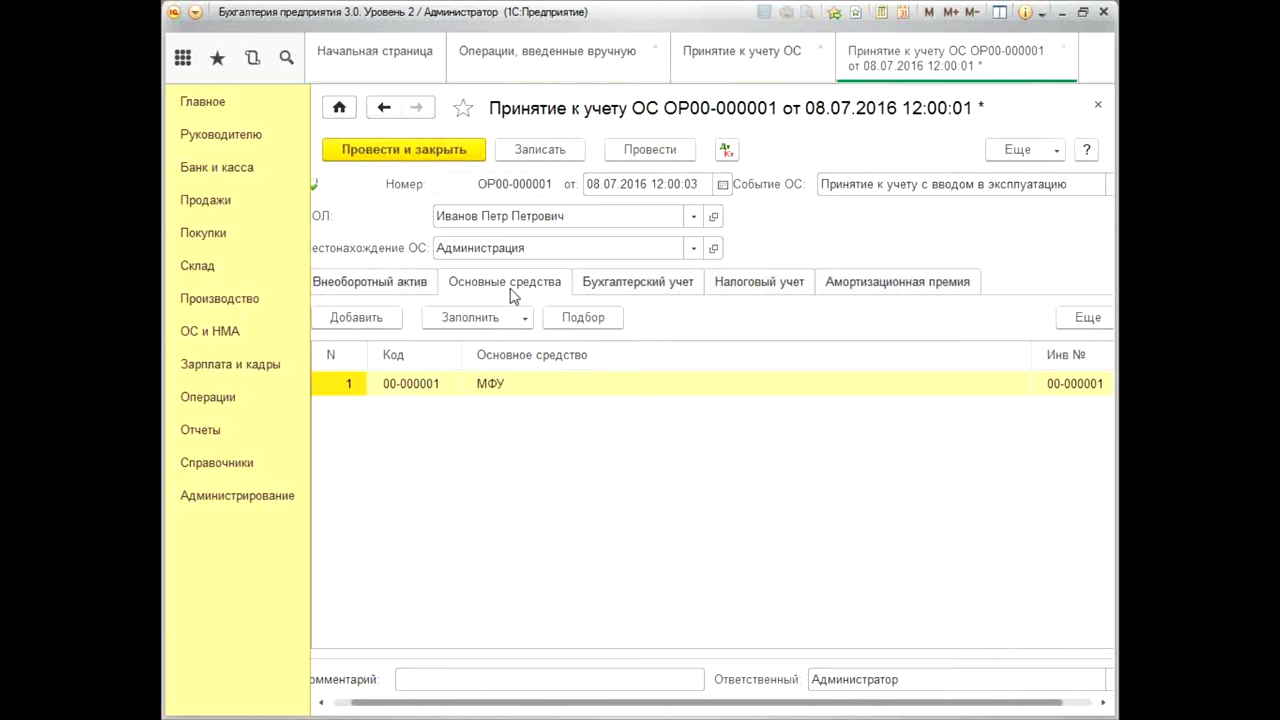 Бухгалтерия предприятия 3.0. Уровень 2 / Администратор (1С:Предприятие)
M M+ M-
Начальная страница
Операции, введенные вручную
Принятие к учету ОС
Принятие к учету ОС ОР00-000001
от 08.07.2016 12:00:01 *
Главное
Руководителю
Банк и касса
Продажи
Покупки
Склад
Производство
ОС и НМА
Зарплата и кадры
Операции
Отчеты
Справочники
Администрирование
Принятие к учету ОС ОР00-000001 от 08.07.2016 12:00:01 *
Провести и закрыть
Записать
Провести
Дт
Кт
Еще
?
Номер: ОР00-000001 от: 08.07.2016 12:00:03 Событие ОС: Принятие к учету с вводом в эксплуатацию
ОЛ: Иванов Петр Петрович
естонахождение ОС: Администрация
Внеоборотный актив
Основные средства
Бухгалтерский учет
Налоговый учет
Амортизационная премия
Добавить
Заполнить
Подбор
Еще
N Код Основное средство Инв №
1 00-000001 МФУ 00-000001
омментарий:
Ответственный: Администратор